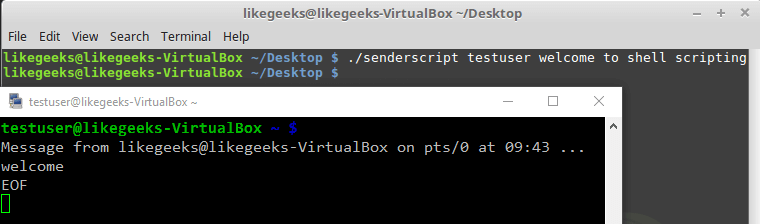 likegeeks@likegeeks-VirtualBox ~/Desktop
File Edit View Search Terminal Help
likegeeks@likegeeks-VirtualBox ~/Desktop $ ./senderscript testuser welcome to shell scripting
likegeeks@likegeeks-VirtualBox ~/Desktop $
testuser@likegeeks-VirtualBox ~
testuser@likegeeks-VirtualBox ~ $
Message from likegeeks@likegeeks-VirtualBox on pts/0 at 09:43 ...
welcome
EOF